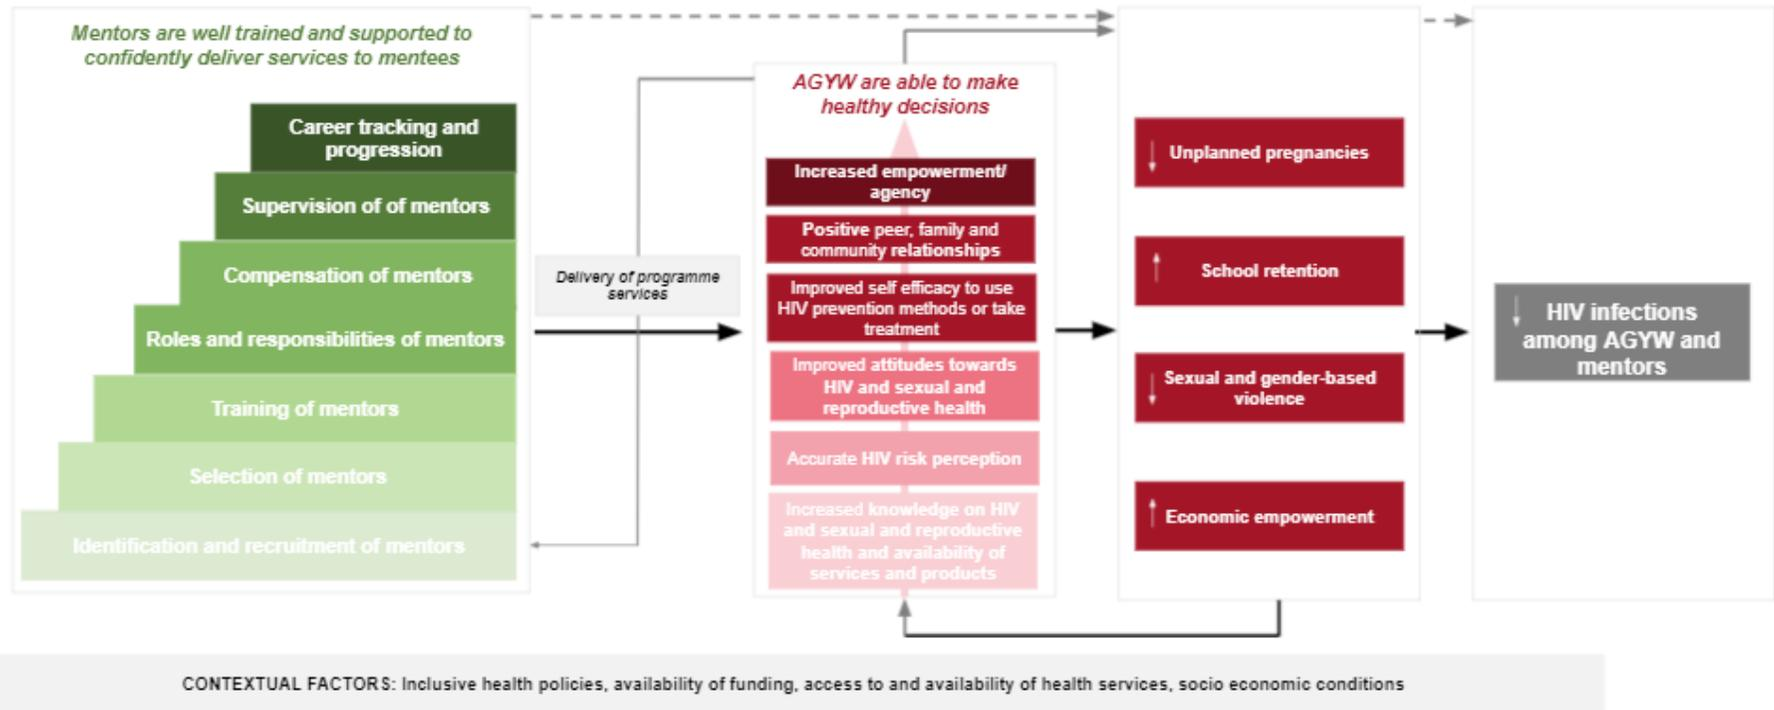 Mentors are well trained and supported to
confidently deliver services to mentees
Career tracking and
progression
Supervision of of mentors
Compensation of mentors
Roles and responsibilities of mentors
Training of mentors
Selection of mentors
Identification and recruitment of mentors
Delivery of programme
services
AGYW are able to make
healthy decisions
Increased empowerment/
agency
Positive peer, family and
community relationships
Improved self efficacy to use
HIV prevention methods or take
treatment
Improved attitudes towards
HIV and sexual and
reproductive health
Accurate HIV risk perception
Increased knowledge on HIV
and sexual and reproductive
health and availability of
services and products
Unplanned pregnancies
School retention
Sexual and gender-based
violence
Economic empowerment
HIV infections
among AGYW and
mentors
CONTEXTUAL FACTORS: Inclusive health policies, availability of funding, access to and availability of health services, socio economic conditions